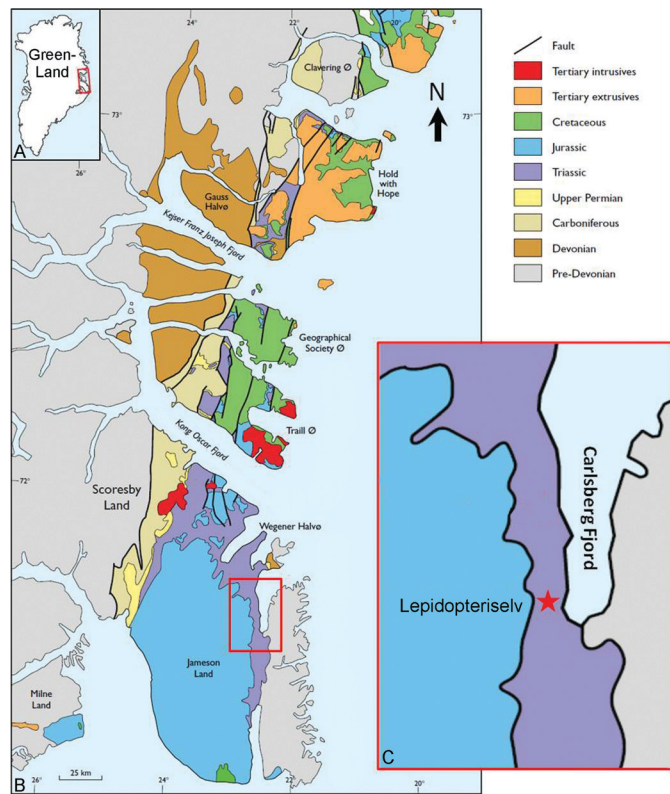 Green-
Land
A
26°
24°
22°
20°
Clavering Ø
73°
73°
N
Hold
with
Hope
Gauss
Halvø
Kejser Franz Joseph Fjord
Geographical
Society Ø
Traill Ø
Kong Oscar Fjord
72°
72°
Scoresby
Land
Wegener Halvø
Jameson
Land
Milne
Land
B
26°
25 km
24°
22°
20°
Fault
Tertiary intrusives
Tertiary extrusives
Cretaceous
Jurassic
Triassic
Upper Permian
Carboniferous
Devonian
Pre-Devonian
Carlsberg Fjord
Lepidopteriselv
C